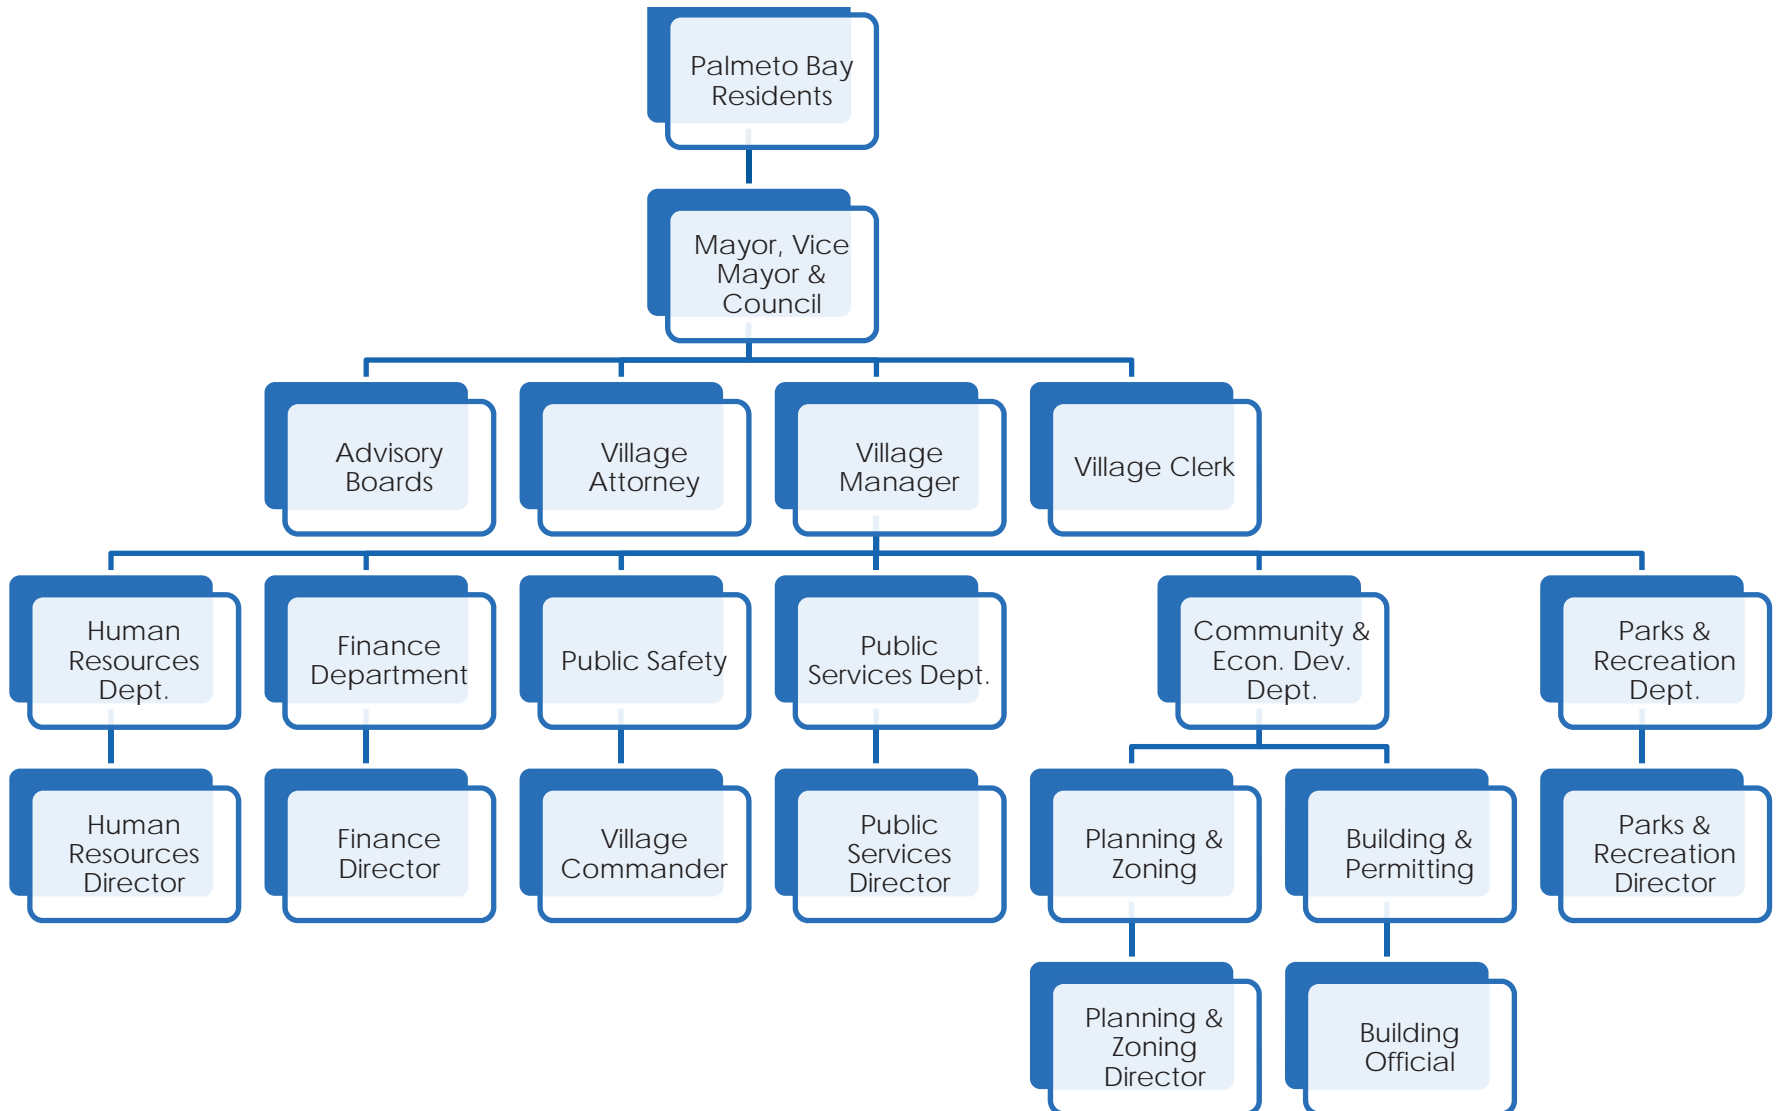 Palmeto Bay
Residents
Mayor, Vice
Mayor &
Council
Advisory
Boards
Village
Attorney
Village
Manager
Village Clerk
Human
Resources
Dept.
Finance
Department
Public Safety
Public
Services Dept.
Community &
Econ. Dev.
Dept.
Parks &
Recreation
Dept.
Human
Resources
Director
Finance
Director
Village
Commander
Public
Services
Director
Planning &
Zoning
Building &
Permitting
Parks &
Recreation
Director
Planning &
Zoning
Director
Building
Official